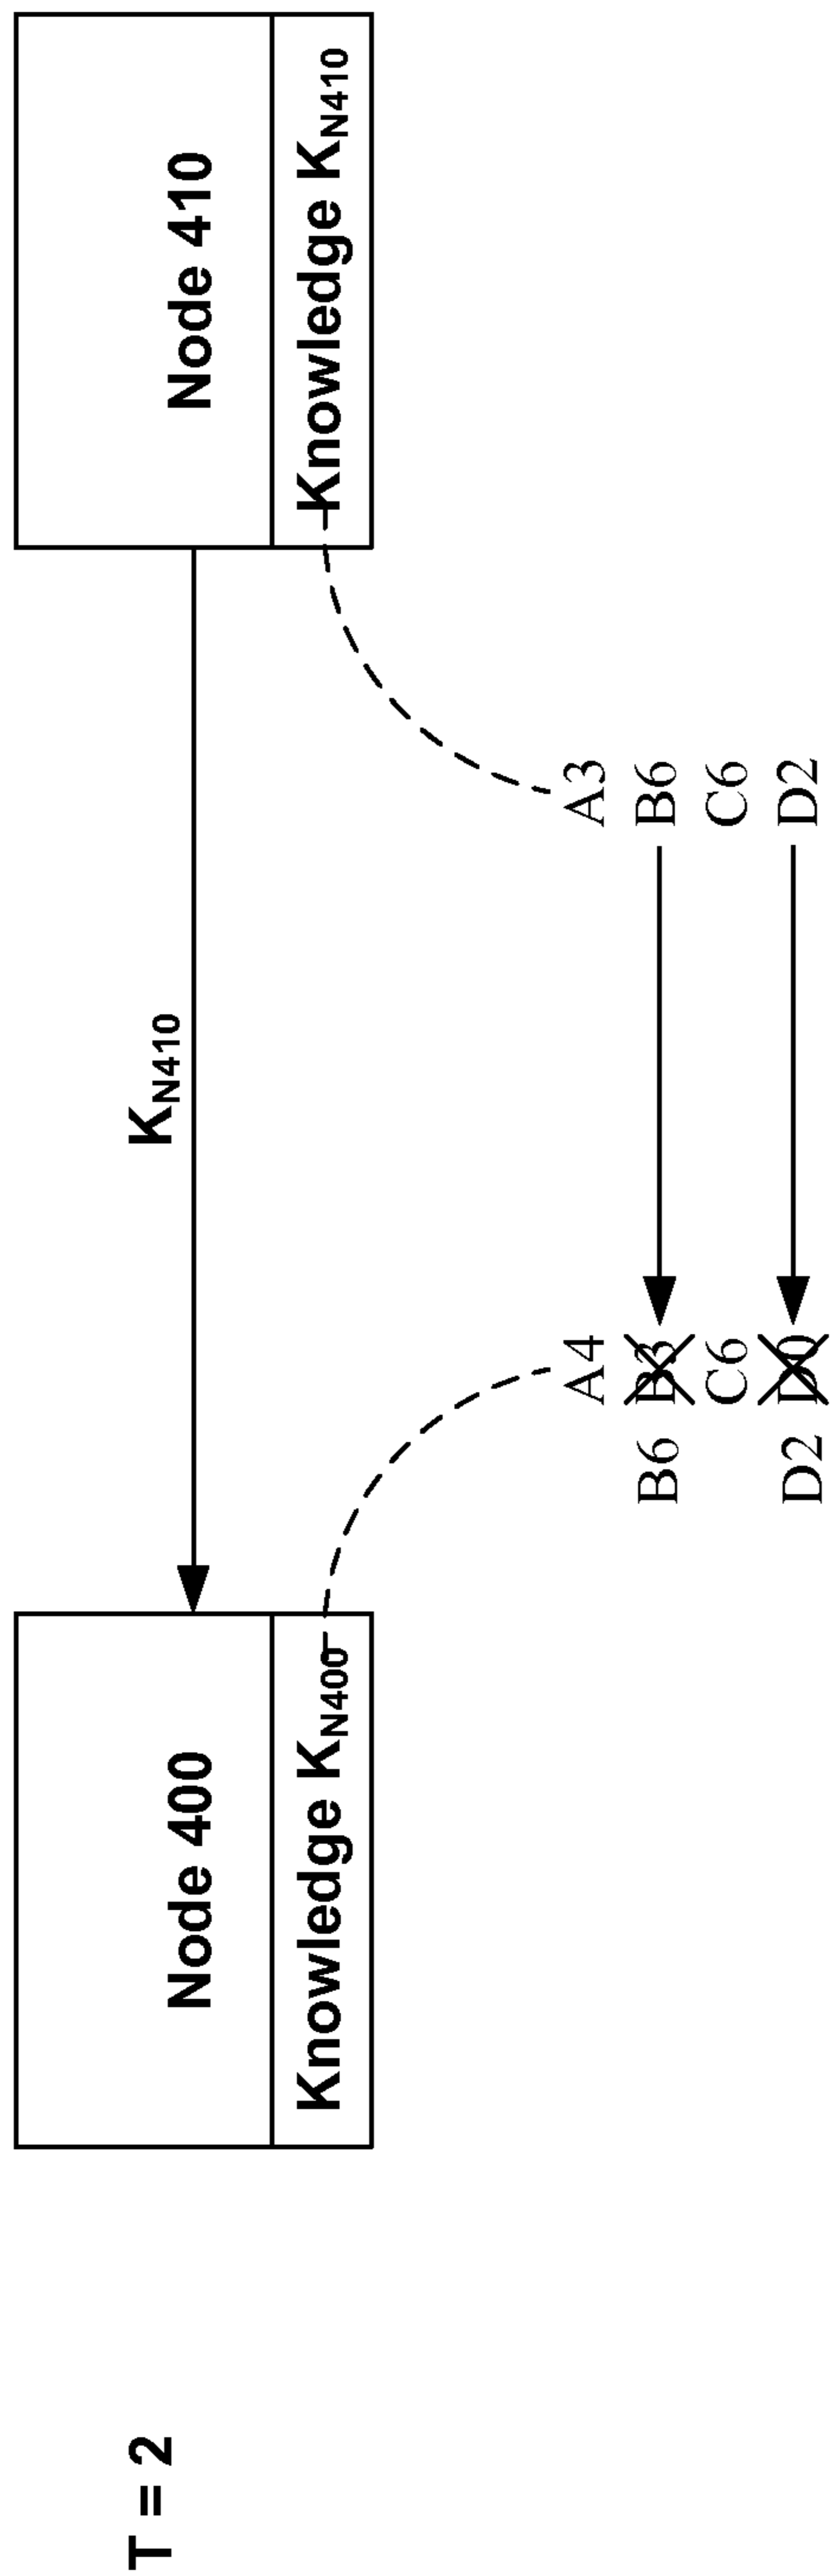 T = 2
K_N410
Node 400
Node 410
Knowledge K_N400
Knowledge K_N410
A4 A3
B6 B3 B6
C6 C6
D2 D0 D2